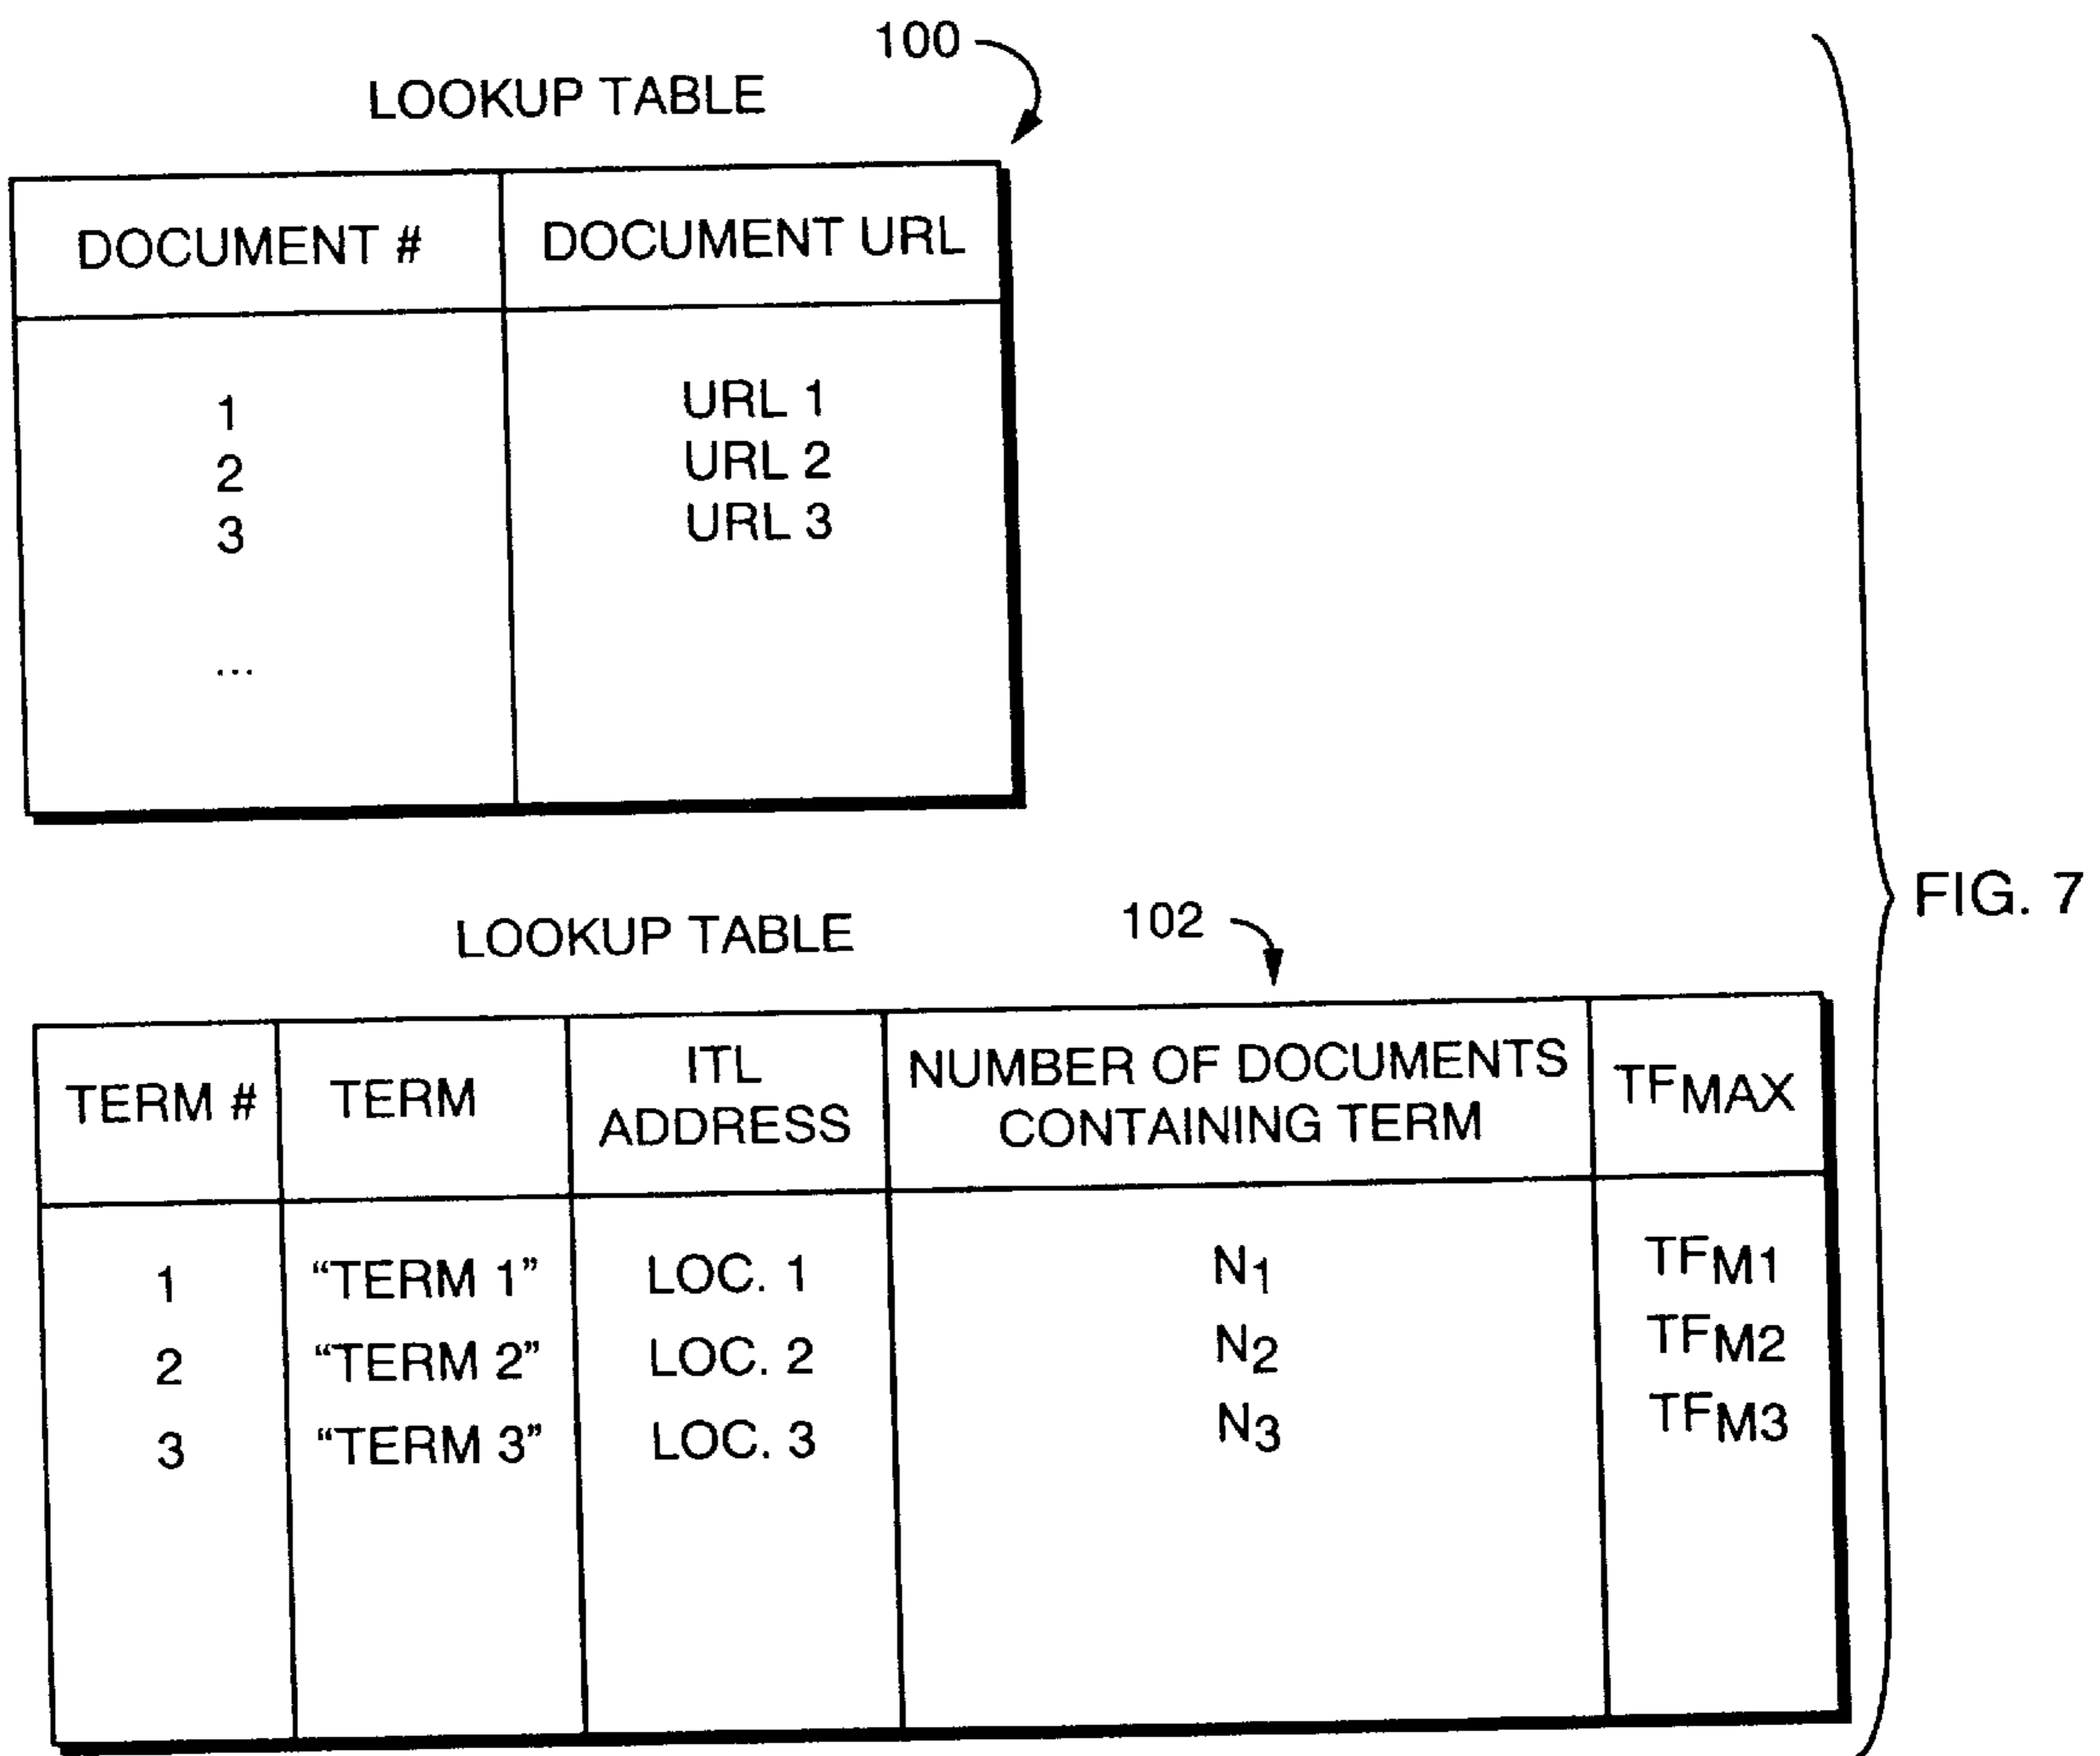 100
LOOKUP TABLE
DOCUMENT # DOCUMENT URL
1 URL 1
2 URL 2
3 URL 3
...
FIG. 7
LOOKUP TABLE 102
TERM # TERM ITL ADDRESS NUMBER OF DOCUMENTS CONTAINING TERM TFMAX
1 “TERM 1” LOC. 1 N1 TFM1
2 “TERM 2” LOC. 2 N2 TFM2
3 “TERM 3” LOC. 3 N3 TFM3